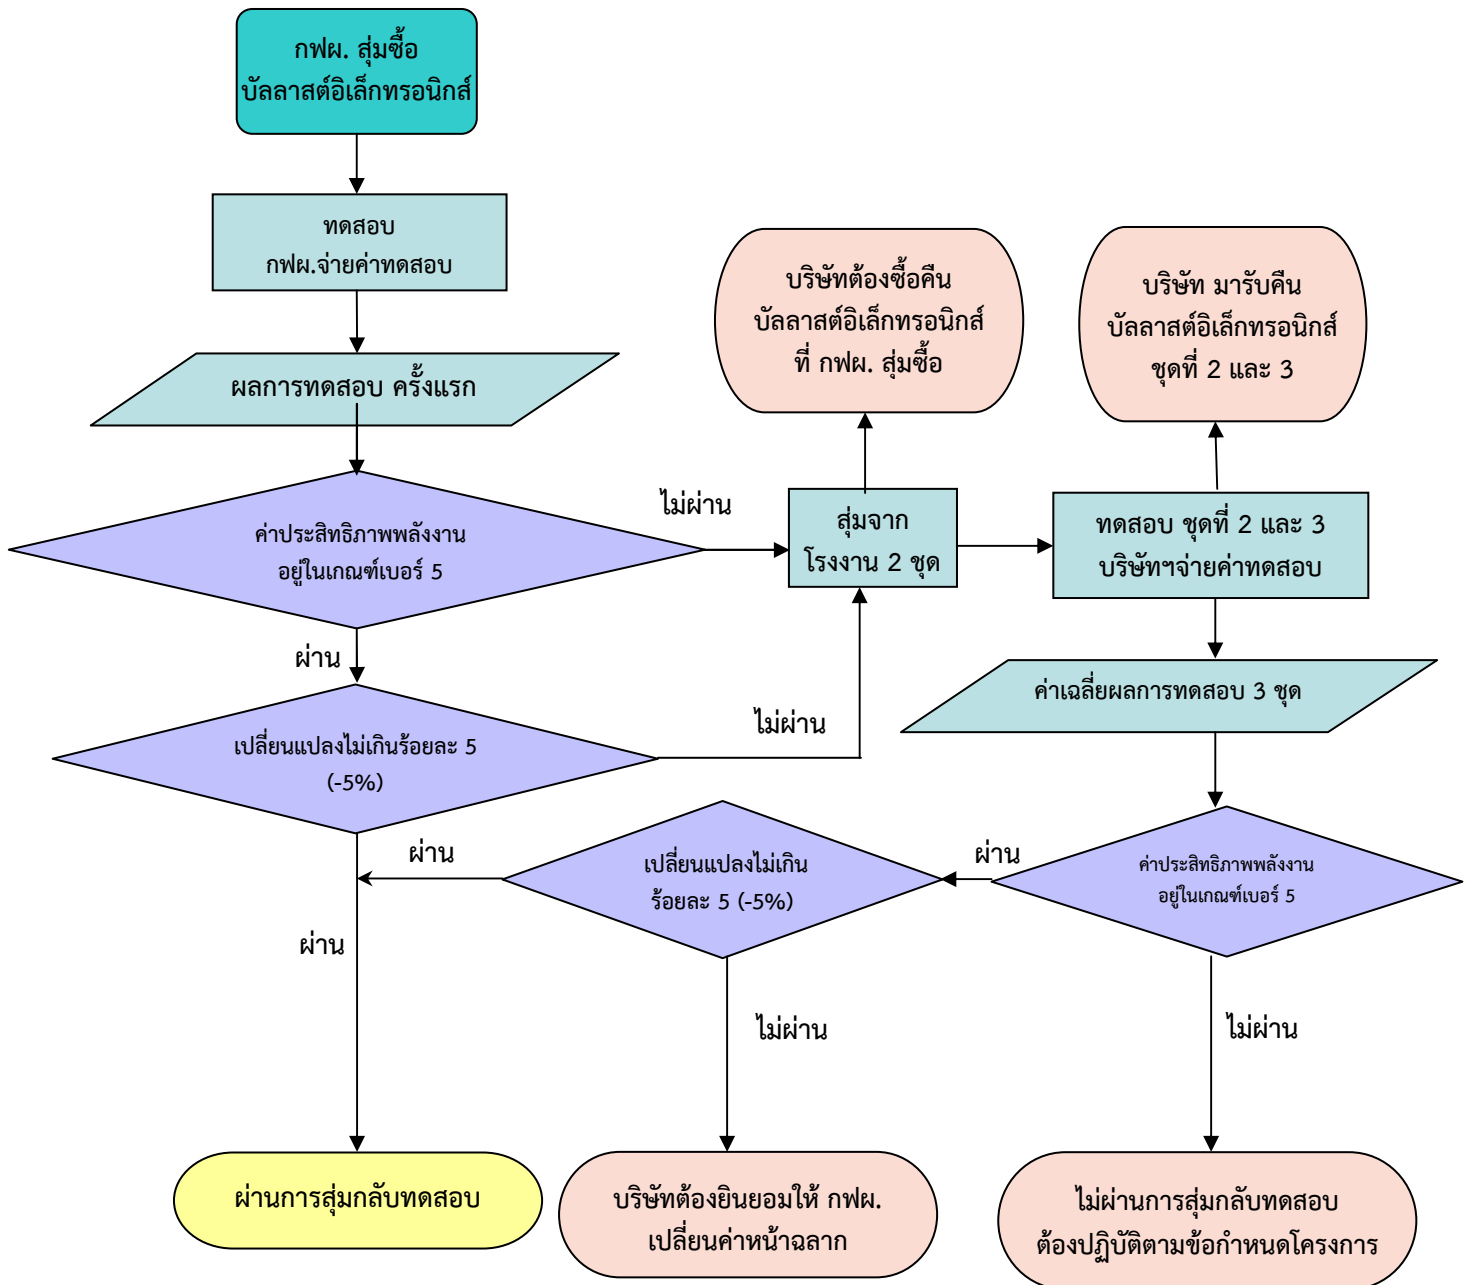 กฟผ. สุ่มซื้อ
บัลลาสต์อิเล็กทรอนิกส์
ทดสอบ
กฟผ.จ่ายค่าทดสอบ
ผลการทดสอบ ครั้งแรก
บริษัทต้องซื้อคืน
บัลลาสต์อิเล็กทรอนิกส์
ที่ กฟผ. สุ่มซื้อ
บริษัท มารับคืน
บัลลาสต์อิเล็กทรอนิกส์
ชุดที่ 2 และ 3
ค่าประสิทธิภาพพลังงาน
อยู่ในเกณฑ์เบอร์ 5
ไม่ผ่าน
สุ่มจาก
โรงงาน 2 ชุด
ทดสอบ ชุดที่ 2 และ 3
บริษัทฯจ่ายค่าทดสอบ
ผ่าน
เปลี่ยนแปลงไม่เกินร้อยละ 5
(-5%)
ไม่ผ่าน
ค่าเฉลี่ยผลการทดสอบ 3 ชุด
ผ่าน
เปลี่ยนแปลงไม่เกิน
ร้อยละ 5 (-5%)
ผ่าน
ค่าประสิทธิภาพพลังงาน
อยู่ในเกณฑ์เบอร์ 5
ผ่าน
ไม่ผ่าน
ไม่ผ่าน
ผ่านการสุ่มกลับทดสอบ
บริษัทต้องยินยอมให้ กฟผ.
เปลี่ยนค่าหน้าฉลาก
ไม่ผ่านการสุ่มกลับทดสอบ
ต้องปฏิบัติตามข้อกำหนดโครงการ